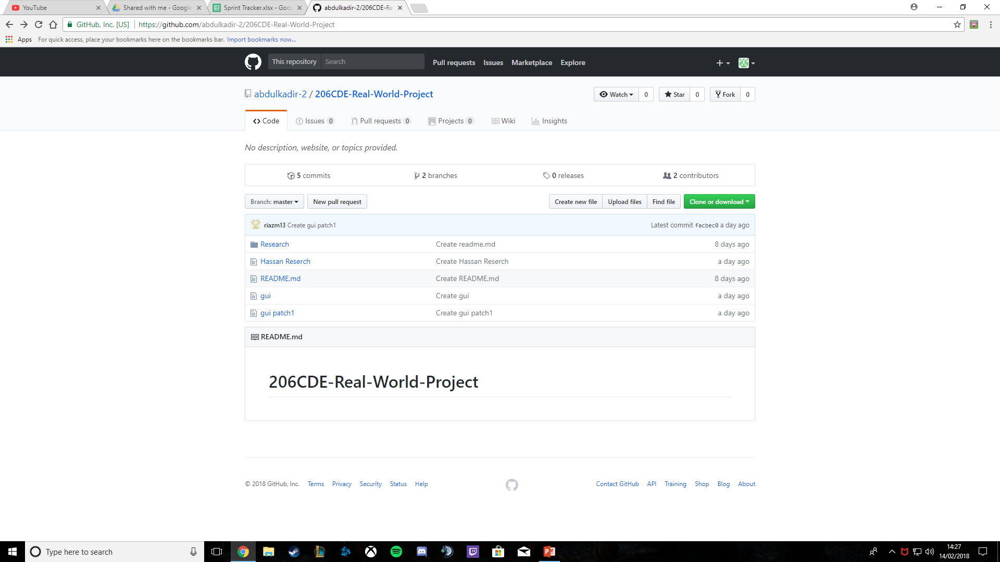 YouTube
Shared with me - Google
Sprint Tracker.xlsx - Goog
abdulkadir-2/206CDE-Re
GitHub, Inc. [US] https://github.com/abdulkadir-2/206CDE-Real-World-Project
Apps For quick access, place your bookmarks here on the bookmarks bar. Import bookmarks now...
This repository Search Pull requests Issues Marketplace Explore
abdulkadir-2 / 206CDE-Real-World-Project
Watch 0 Star 0 Fork 0
Code Issues 0 Pull requests 0 Projects 0 Wiki Insights
No description, website, or topics provided.
5 commits 2 branches 0 releases 2 contributors
Branch: master New pull request Create new file Upload files Find file Clone or download
riazm13 Create gui patch1 Latest commit facbec0 a day ago
Research Create readme.md 8 days ago
Hassan Reserch Create Hassan Reserch a day ago
README.md Create README.md 8 days ago
gui Create gui a day ago
gui patch1 Create gui patch1 a day ago
README.md
206CDE-Real-World-Project
© 2018 GitHub, Inc. Terms Privacy Security Status Help Contact GitHub API Training Shop Blog About
Type here to search
14:27
14/02/2018